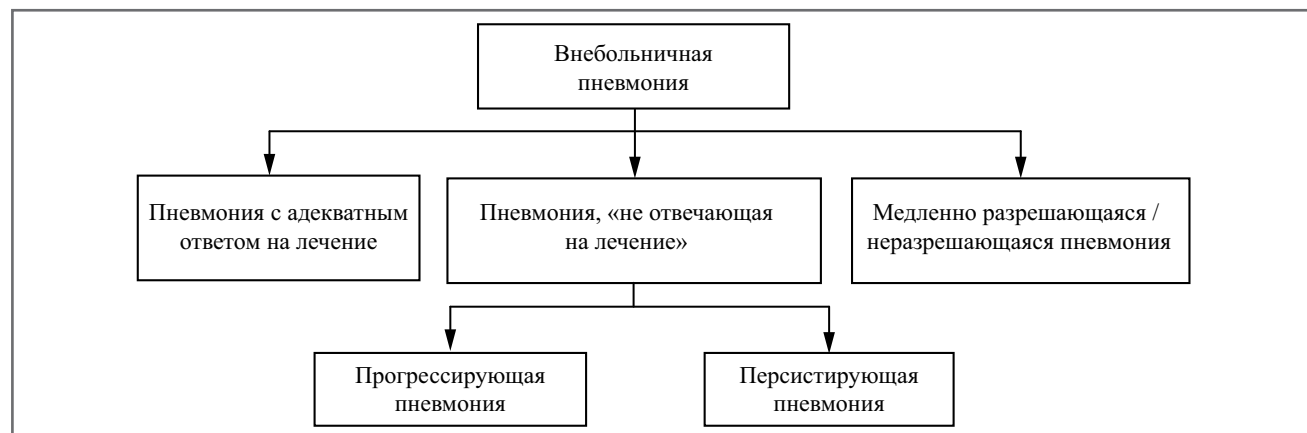 Внебольничная
пневмония
Пневмония с адекватным
ответом на лечение
Пневмония, «не отвечающая
на лечение»
Медленно разрешающаяся /
неразрешающаяся пневмония
Прогрессирующая
пневмония
Персистирующая
пневмония